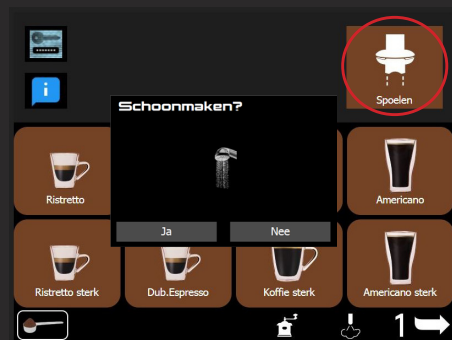 Spoelen
Schoonmaken?
Ja
Nee
Ristretto
Americano
Ristretto sterk
Dub.Espresso
Koffie sterk
Americano sterk
1